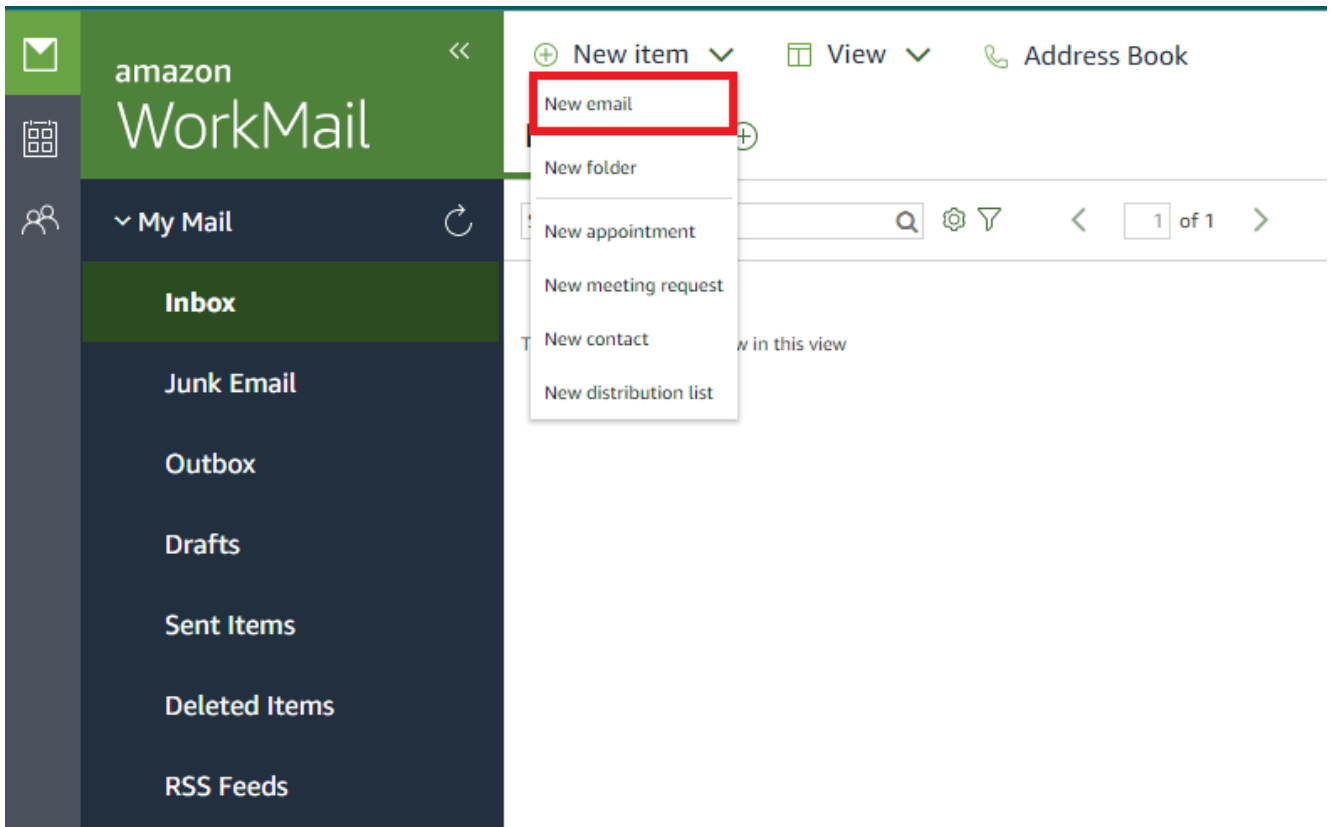 amazon
WorkMail
My Mail
Inbox
Junk Email
Outbox
Drafts
Sent Items
Deleted Items
RSS Feeds
New item
View
Address Book
New email
New folder
New appointment
New meeting request
New contact
New distribution list
1 of 1
in this view